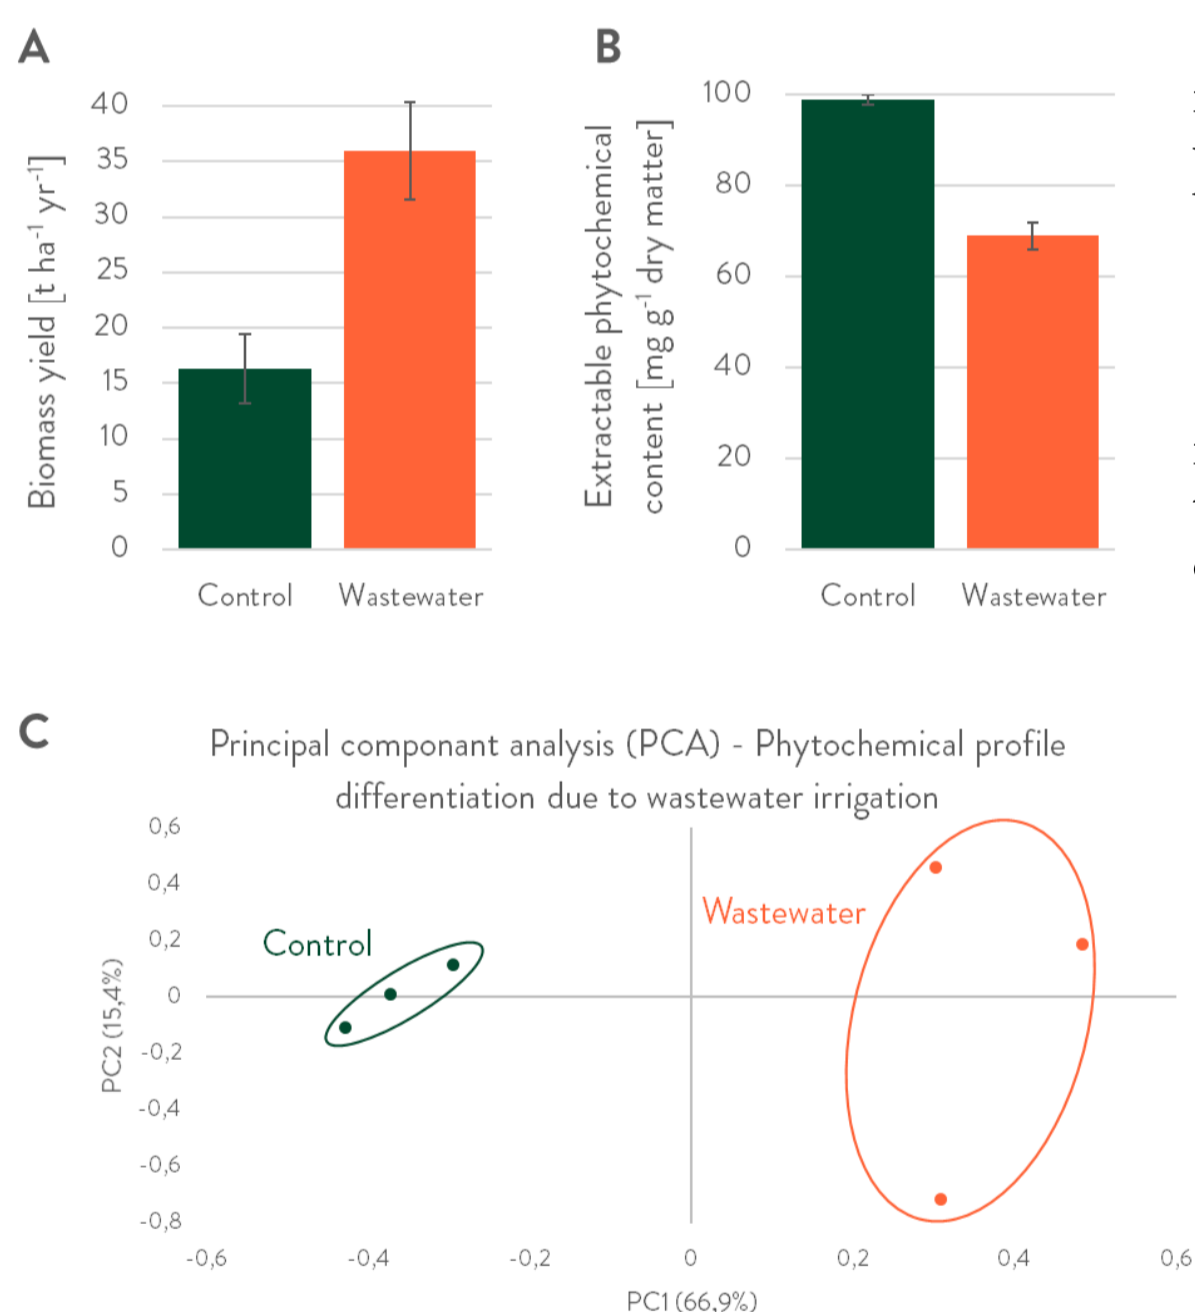 A
Biomass yield [t ha⁻¹ yr⁻¹]
40
35
30
25
20
15
10
5
0
Control
Wastewater
B
Extractable phytochemical
content [mg g⁻¹ dry matter]
100
80
60
40
20
0
Control
Wastewater
C
Principal componant analysis (PCA) - Phytochemical profile
differentiation due to wastewater irrigation
PC2 (15,4%)
0,6
0,4
0,2
0
-0,2
-0,4
-0,6
-0,8
Control
Wastewater
-0,6
-0,4
-0,2
0
0,2
0,4
0,6
PC1 (66,9%)